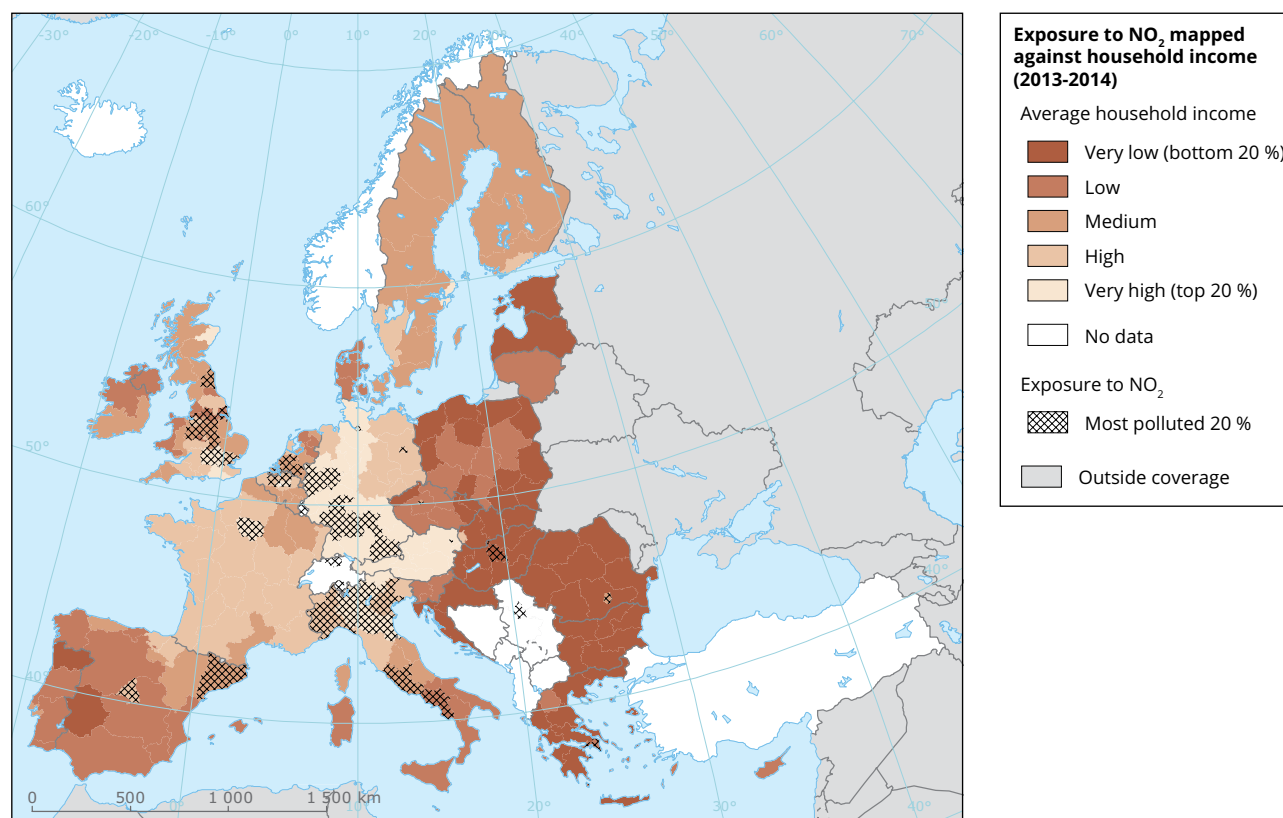 -30°
-20°
-10°
0°
10°
20°
30°
40°
50°
60°
70°
60°
50°
40°
40°
0
500
1 000
1 500 km
0°
10°
20°
30°
40°
Exposure to NO2 mapped
against household income
(2013-2014)
Average household income
Very low (bottom 20 %)
Low
Medium
High
Very high (top 20 %)
No data
Exposure to NO2
Most polluted 20 %
Outside coverage